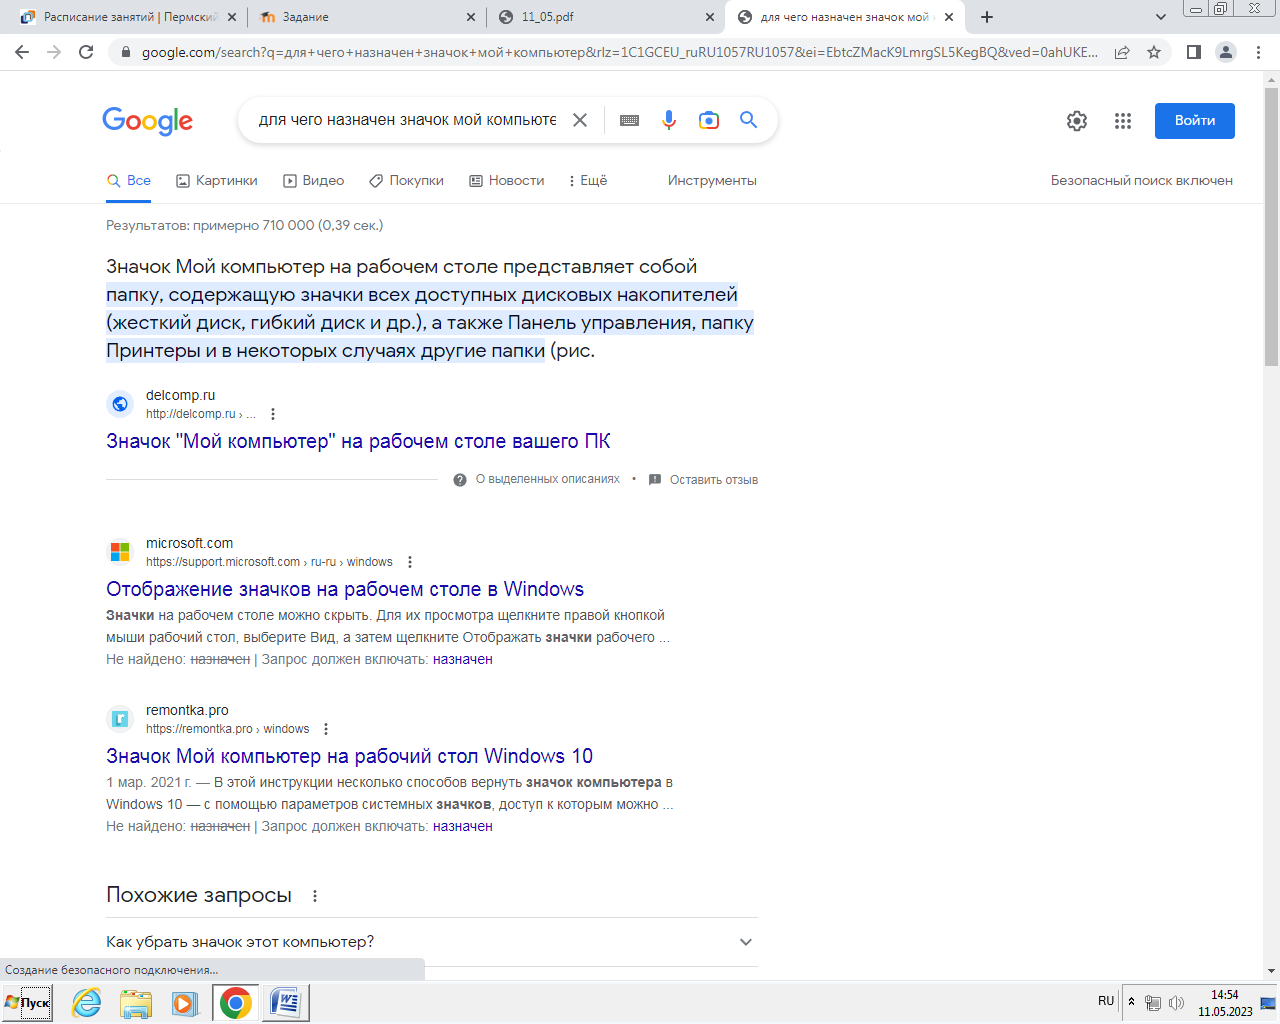 Расписание занятий | Пермский
Задание
11_05.pdf
для чего назначен значок мой
google.com/search?q=для+чего+назначен+значок+мой+компьютер&rlz=1C1GCEU_ruRU1057RU1057&ei=EbtcZMacK9LmrgSL5KegBQ&ved=0ahUKE...
Google
для чего назначен значок мой компьюте
Войти
Все
Картинки
Видео
Покупки
Новости
Ещё
Инструменты
Безопасный поиск включен
Результатов: примерно 710 000 (0,39 сек.)
Значок Мой компьютер на рабочем столе представляет собой
папку, содержащую значки всех доступных дисковых накопителей
(жесткий диск, гибкий диск и др.), а также Панель управления, папку
Принтеры и в некоторых случаях другие папки (рис.
delcomp.ru
http://delcomp.ru › ...
Значок "Мой компьютер" на рабочем столе вашего ПК
О выделенных описаниях • Оставить отзыв
microsoft.com
https://support.microsoft.com › ru-ru › windows
Отображение значков на рабочем столе в Windows
Значки на рабочем столе можно скрыть. Для их просмотра щелкните правой кнопкой
мыши рабочий стол, выберите Вид, а затем щелкните Отображать значки рабочего ...
Не найдено: назначен | Запрос должен включать: назначен
remontka.pro
https://remontka.pro › windows
Значок Мой компьютер на рабочий стол Windows 10
1 мар. 2021 г. — В этой инструкции несколько способов вернуть значок компьютера в
Windows 10 — с помощью параметров системных значков, доступ к которым можно ...
Не найдено: назначен | Запрос должен включать: назначен
Похожие запросы
Как убрать значок этот компьютер?
Создание безопасного подключения...
Пуск
RU
14:54
11.05.2023